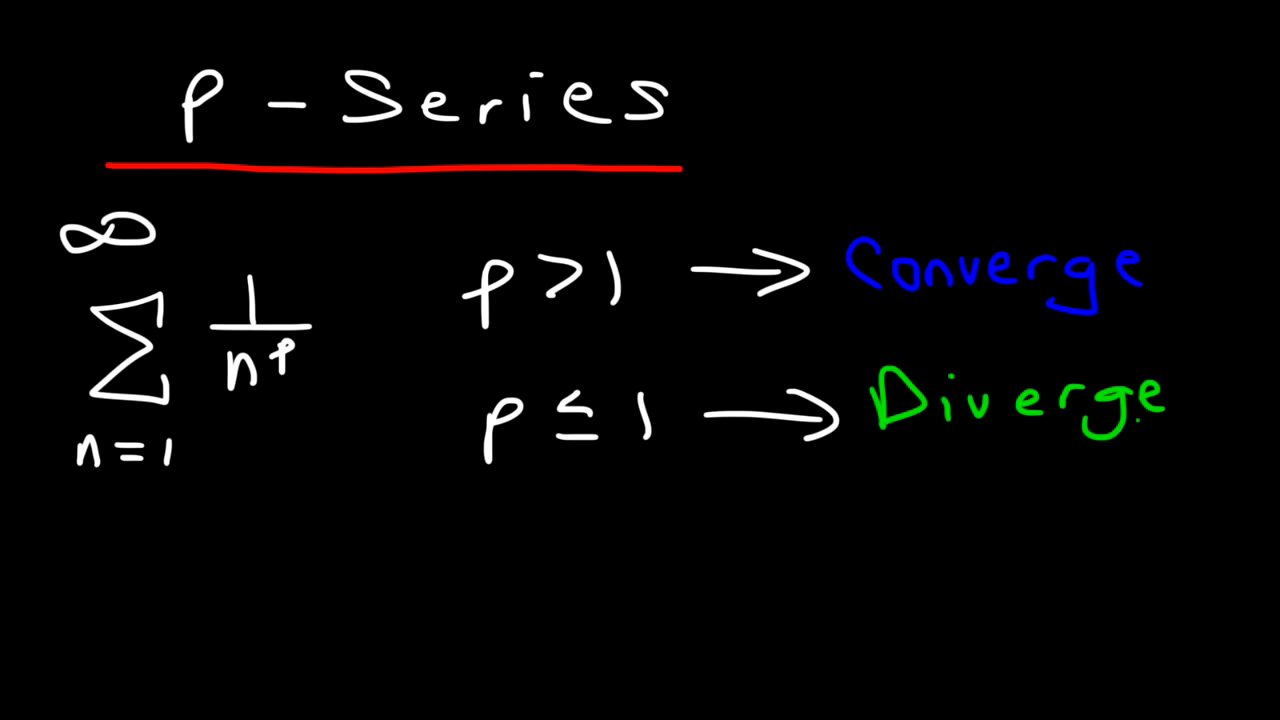 P - Series
∞
∑ 1/n^p
n = 1
p > 1 → Converge
p ≤ 1 → Diverge